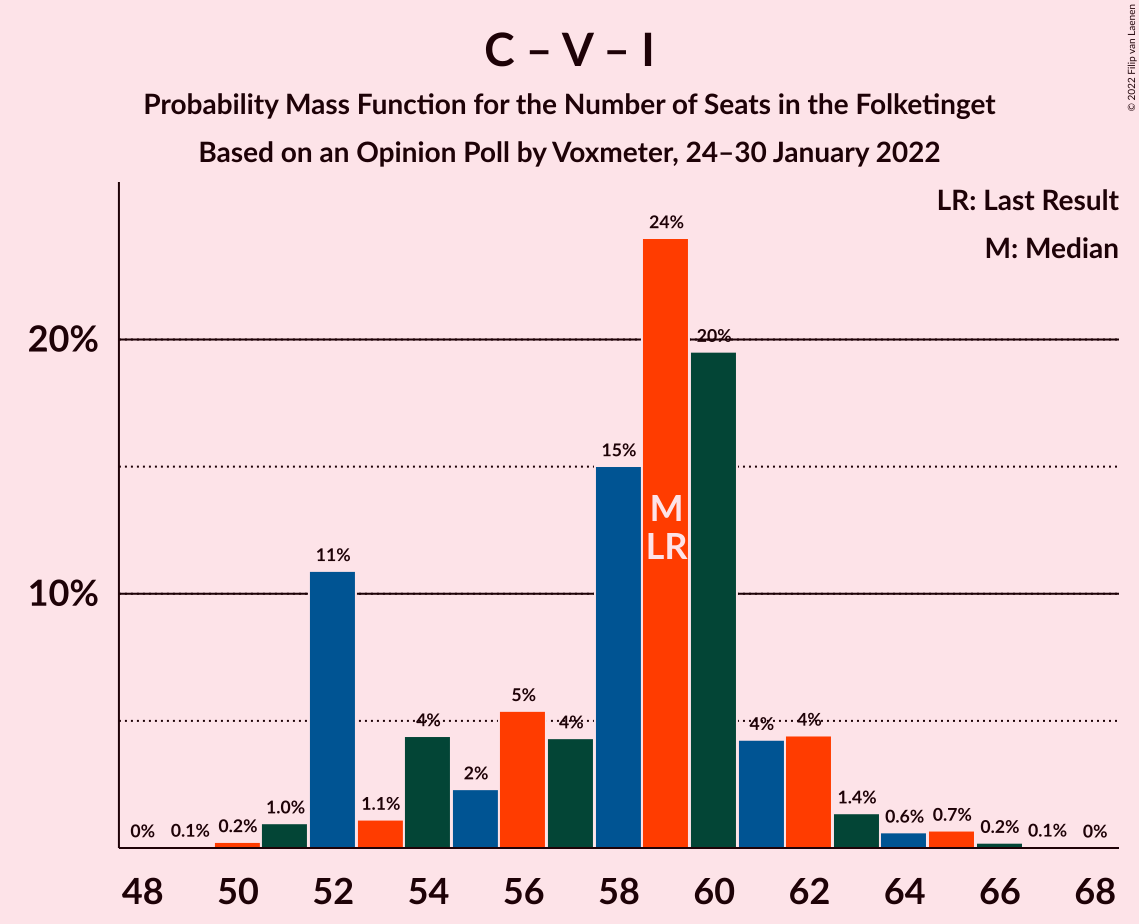 C – V – I
Probability Mass Function for the Number of Seats in the Folketinget
Based on an Opinion Poll by Voxmeter, 24–30 January 2022
© 2022 Filip van Laenen
LR: Last Result
M: Median
20%
10%
0%
0.1%
0.2%
1.0%
11%
1.1%
4%
2%
5%
4%
15%
24%
20%
4%
4%
1.4%
0.6%
0.7%
0.2%
0.1%
0%
M
LR
48 50 52 54 56 58 60 62 64 66 68